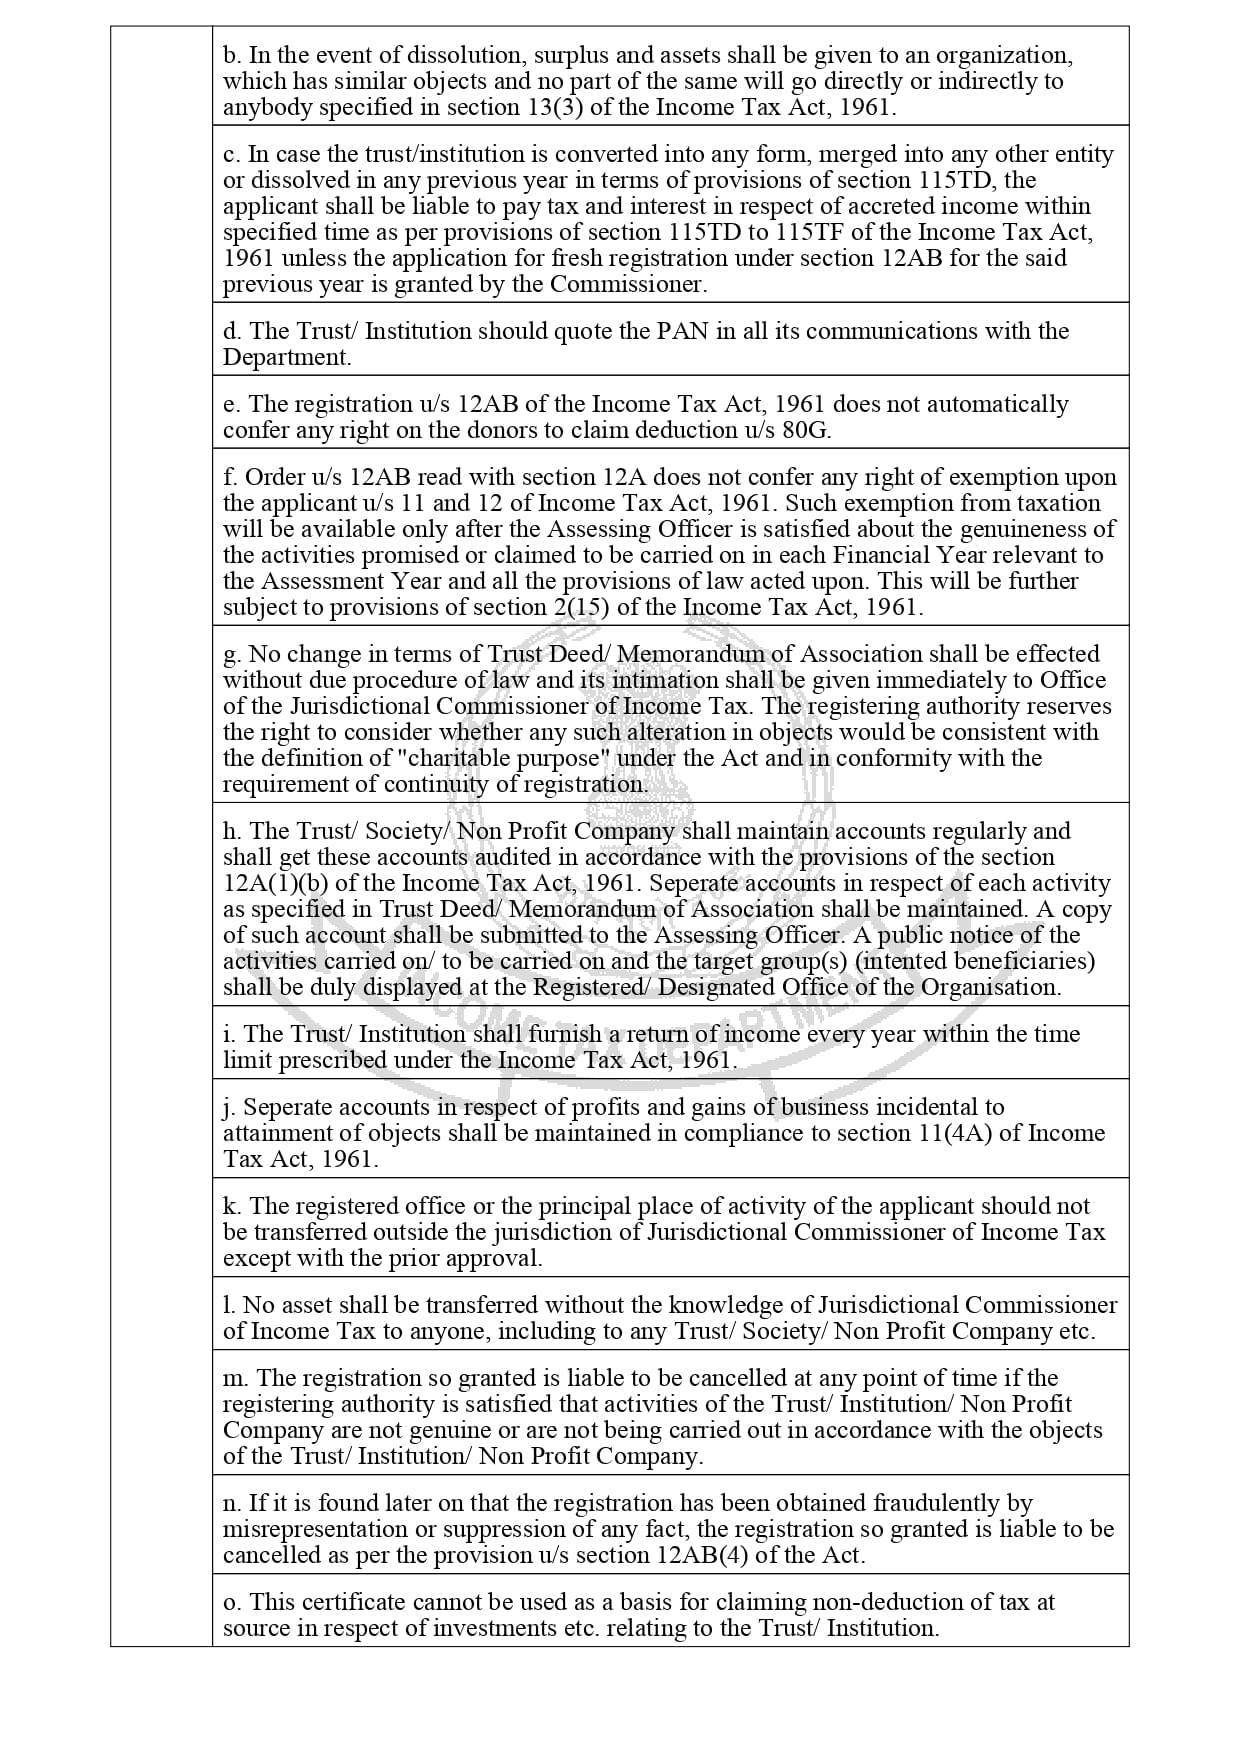 b. In the event of dissolution, surplus and assets shall be given to an organization,
which has similar objects and no part of the same will go directly or indirectly to
anybody specified in section 13(3) of the Income Tax Act, 1961.
c. In case the trust/institution is converted into any form, merged into any other entity
or dissolved in any previous year in terms of provisions of section 115TD, the
applicant shall be liable to pay tax and interest in respect of accreted income within
specified time as per provisions of section 115TD to 115TF of the Income Tax Act,
1961 unless the application for fresh registration under section 12AB for the said
previous year is granted by the Commissioner.
d. The Trust/ Institution should quote the PAN in all its communications with the
Department.
e. The registration u/s 12AB of the Income Tax Act, 1961 does not automatically
confer any right on the donors to claim deduction u/s 80G.
f. Order u/s 12AB read with section 12A does not confer any right of exemption upon
the applicant u/s 11 and 12 of Income Tax Act, 1961. Such exemption from taxation
will be available only after the Assessing Officer is satisfied about the genuineness of
the activities promised or claimed to be carried on in each Financial Year relevant to
the Assessment Year and all the provisions of law acted upon. This will be further
subject to provisions of section 2(15) of the Income Tax Act, 1961.
g. No change in terms of Trust Deed/ Memorandum of Association shall be effected
without due procedure of law and its intimation shall be given immediately to Office
of the Jurisdictional Commissioner of Income Tax. The registering authority reserves
the right to consider whether any such alteration in objects would be consistent with
the definition of "charitable purpose" under the Act and in conformity with the
requirement of continuity of registration.
h. The Trust/ Society/ Non Profit Company shall maintain accounts regularly and
shall get these accounts audited in accordance with the provisions of the section
12A(1)(b) of the Income Tax Act, 1961. Seperate accounts in respect of each activity
as specified in Trust Deed/ Memorandum of Association shall be maintained. A copy
of such account shall be submitted to the Assessing Officer. A public notice of the
activities carried on/ to be carried on and the target group(s) (intented beneficiaries)
shall be duly displayed at the Registered/ Designated Office of the Organisation.
INCOME TAX DEPARTMENT
i. The Trust/ Institution shall furnish a return of income every year within the time
limit prescribed under the Income Tax Act, 1961.
j. Seperate accounts in respect of profits and gains of business incidental to
attainment of objects shall be maintained in compliance to section 11(4A) of Income
Tax Act, 1961.
k. The registered office or the principal place of activity of the applicant should not
be transferred outside the jurisdiction of Jurisdictional Commissioner of Income Tax
except with the prior approval.
l. No asset shall be transferred without the knowledge of Jurisdictional Commissioner
of Income Tax to anyone, including to any Trust/ Society/ Non Profit Company etc.
m. The registration so granted is liable to be cancelled at any point of time if the
registering authority is satisfied that activities of the Trust/ Institution/ Non Profit
Company are not genuine or are not being carried out in accordance with the objects
of the Trust/ Institution/ Non Profit Company.
n. If it is found later on that the registration has been obtained fraudulently by
misrepresentation or suppression of any fact, the registration so granted is liable to be
cancelled as per the provision u/s section 12AB(4) of the Act.
o. This certificate cannot be used as a basis for claiming non-deduction of tax at
source in respect of investments etc. relating to the Trust/ Institution.